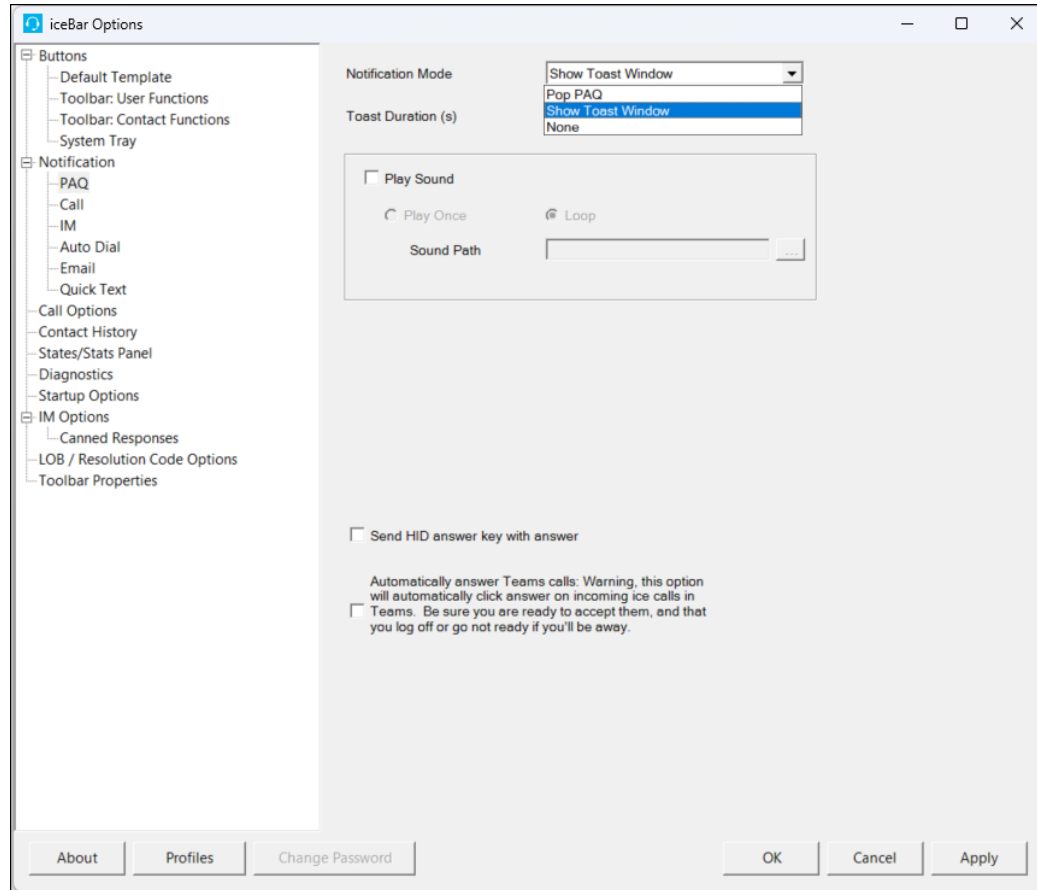 iceBar Options
Buttons
Default Template
Toolbar: User Functions
Toolbar: Contact Functions
System Tray
Notification
PAQ
Call
IM
Auto Dial
Email
Quick Text
Call Options
Contact History
States/Stats Panel
Diagnostics
Startup Options
IM Options
Canned Responses
LOB / Resolution Code Options
Toolbar Properties
Notification Mode
Show Toast Window
Pop PAQ
Show Toast Window
None
Toast Duration (s)
Play Sound
Play Once
Loop
Sound Path
...
Send HID answer key with answer
Automatically answer Teams calls: Warning, this option
will automatically click answer on incoming ice calls in
Teams. Be sure you are ready to accept them, and that
you log off or go not ready if you'll be away.
About
Profiles
Change Password
OK
Cancel
Apply